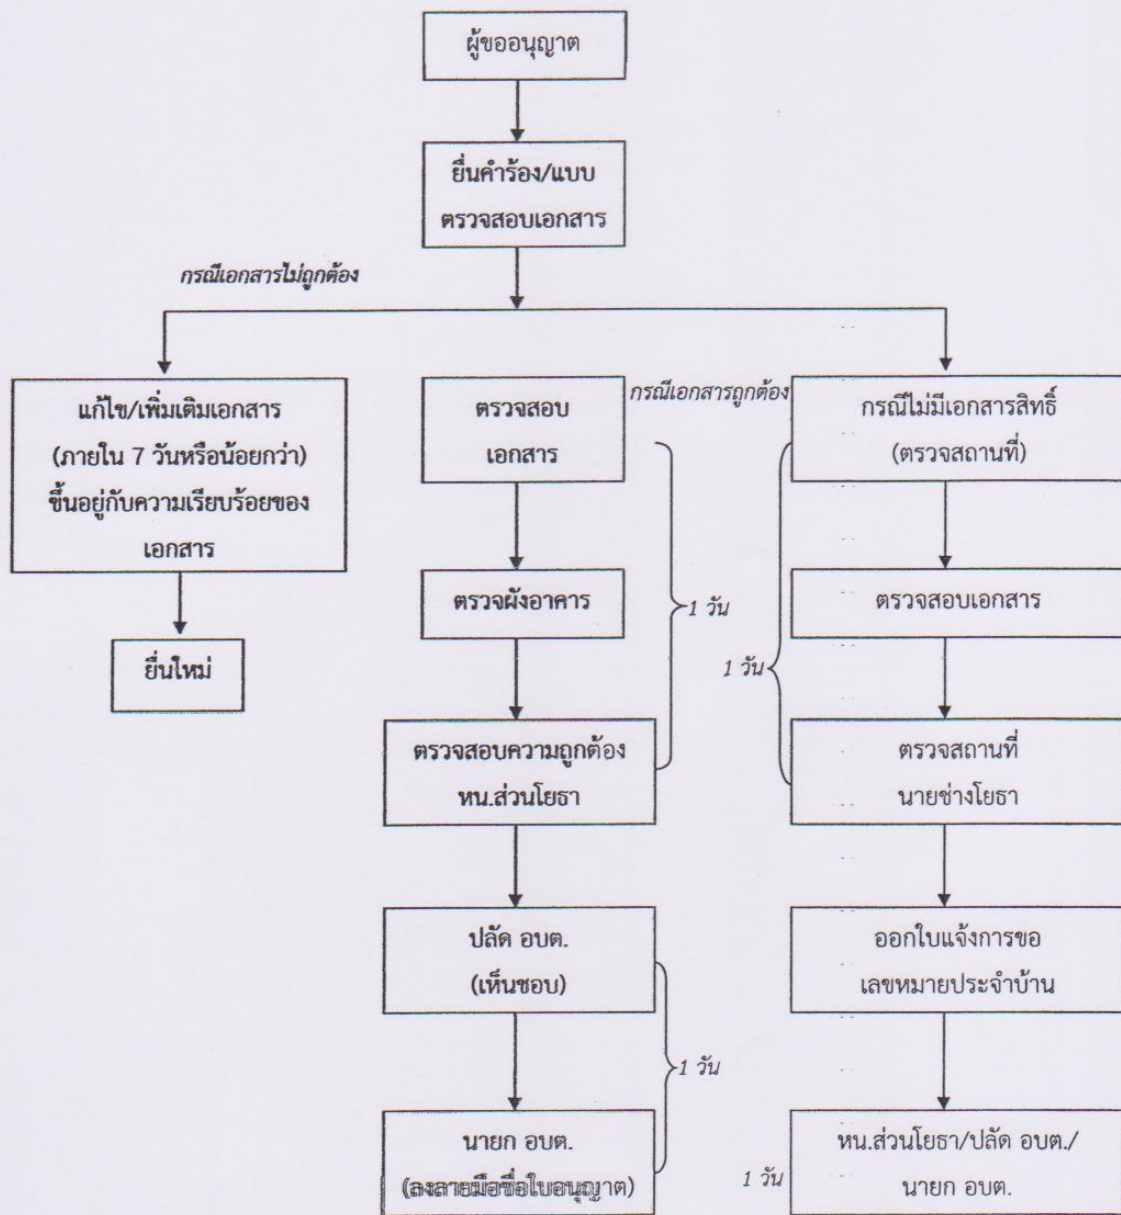 ผู้ขออนุญาต
ยื่นคำร้อง/แบบ
ตรวจสอบเอกสาร
กรณีเอกสารไม่ถูกต้อง
แก้ไข/เพิ่มเติมเอกสาร
(ภายใน 7 วันหรือน้อยกว่า)
ขึ้นอยู่กับความเรียบร้อยของ
เอกสาร
ยื่นใหม่
ตรวจสอบ
เอกสาร
กรณีเอกสารถูกต้อง
ตรวจผังอาคาร
1 วัน
ตรวจสอบความถูกต้อง
หน.ส่วนโยธา
ปลัด อบต.
(เห็นชอบ)
1 วัน
นายก อบต.
(ลงลายมือชื่อใบอนุญาต)
กรณีไม่มีเอกสารสิทธิ์
(ตรวจสถานที่)
ตรวจสอบเอกสาร
1 วัน
ตรวจสถานที่
นายช่างโยธา
ออกใบแจ้งการขอ
เลขหมายประจำบ้าน
หน.ส่วนโยธา/ปลัด อบต./
นายก อบต.
1 วัน